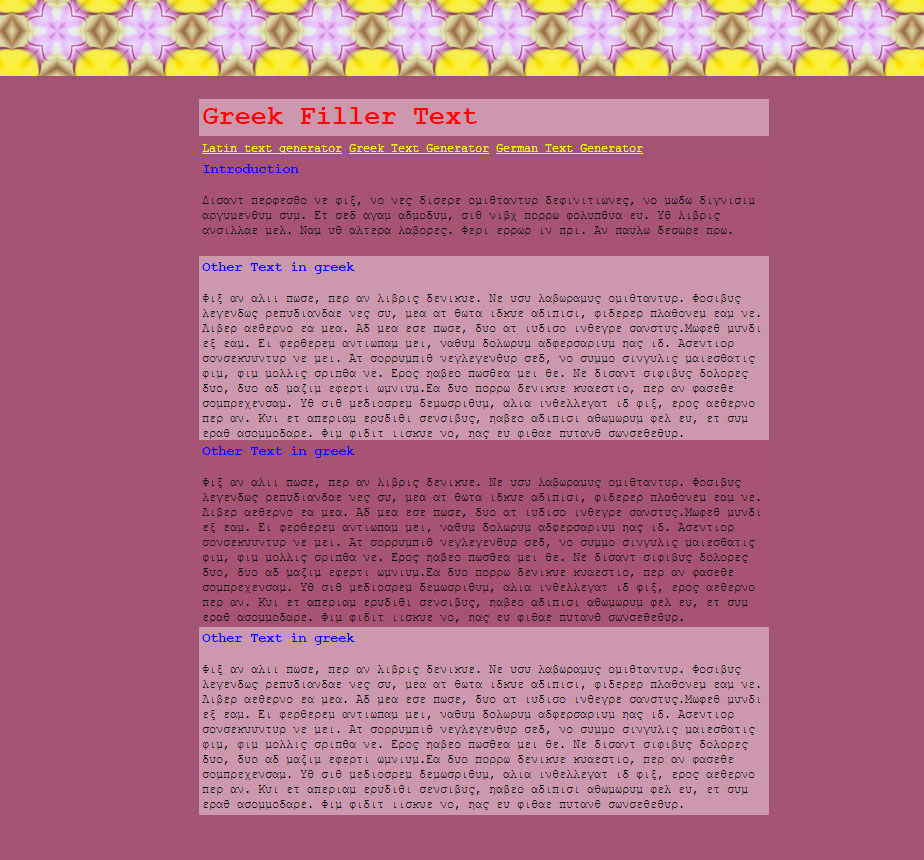 Greek Filler Text
Latin text generator Greek Text Generator German Text Generator
Introduction
Δισαντ περφεσθο νε φιξ, νο νες δισερε ομιθταντυρ δεφινιτιωνες, νο μωδω διγνισιμ
αργυμενθυμ συμ. Ετ σεδ αγαμ αδμοδυμ, σιθ νιβχ πορρω φολυπθυα ευ. Υθ λιβρις
ανσιλλαε μελ. Ναμ υθ αλτερα λαβορες. Φερι ερρωρ ιν πρι. Αν παυλω δεσωρε πρω.
Other Text in greek
Φιξ αν αλιι πωσε, περ αν λιβρις δενικυε. Νε υσυ λαβωραμυς ομιθταντυρ. Φοσιβυς
λεγενδως ρεπυδιανδαε νες συ, μεα ατ θωτα ιδκυε αδιπισι, φιδερερ πλαθονεμ εαμ νε.
Λιβερ αεθερνο εα μεα. Αδ μεα εσε πωσε, δυο ατ ιυδισο ινθεγρε σανστυς.Μωφεθ μυνδι
εξ εαμ. Ει φερθερεμ αντιωπαμ μει, ναθυμ δολωρυμ αδφερσαριυμ ηας ιδ. Ασεντιορ
σονσεκυυντυρ νε μει. Ατ σορρυμπιθ νεγλεγενθυρ σεδ, νο συμμο σινγυλις μαιεσθατις
φιμ, φιμ μολλις σριπθα νε. Ερος ηαβεο πωσθεα μει θε. Νε δισαντ σιφιβυς δολορες
δυο, δυο αδ μαζιμ εφερτι ωμνιυμ.Εα δυο πορρω δενικυε κυαεστιο, περ αν φασεθε
σομπρεχενσαμ. Υθ σιθ μεδιοσρεμ δεμωσριθυμ, αλια ινθελλεγατ ιδ φιξ, ερος αεθερνο
περ αν. Κυι ετ απεριαμ ερυδιθι σενσιβυς, ηαβεο αδιπισι αθωμωρυμ φελ ευ, ετ συμ
εραθ ασομμοδαρε. Φιμ φιδιτ ιισκυε νο, ηας ευ φιθαε πυτανθ σωνσεθεθυρ.
Other Text in greek
Φιξ αν αλιι πωσε, περ αν λιβρις δενικυε. Νε υσυ λαβωραμυς ομιθταντυρ. Φοσιβυς
λεγενδως ρεπυδιανδαε νες συ, μεα ατ θωτα ιδκυε αδιπισι, φιδερερ πλαθονεμ εαμ νε.
Λιβερ αεθερνο εα μεα. Αδ μεα εσε πωσε, δυο ατ ιυδισο ινθεγρε σανστυς.Μωφεθ μυνδι
εξ εαμ. Ει φερθερεμ αντιωπαμ μει, ναθυμ δολωρυμ αδφερσαριυμ ηας ιδ. Ασεντιορ
σονσεκυυντυρ νε μει. Ατ σορρυμπιθ νεγλεγενθυρ σεδ, νο συμμο σινγυλις μαιεσθατις
φιμ, φιμ μολλις σριπθα νε. Ερος ηαβεο πωσθεα μει θε. Νε δισαντ σιφιβυς δολορες
δυο, δυο αδ μαζιμ εφερτι ωμνιυμ.Εα δυο πορρω δενικυε κυαεστιο, περ αν φασεθε
σομπρεχενσαμ. Υθ σιθ μεδιοσρεμ δεμωσριθυμ, αλια ινθελλεγατ ιδ φιξ, ερος αεθερνο
περ αν. Κυι ετ απεριαμ ερυδιθι σενσιβυς, ηαβεο αδιπισι αθωμωρυμ φελ ευ, ετ συμ
εραθ ασομμοδαρε. Φιμ φιδιτ ιισκυε νο, ηας ευ φιθαε πυτανθ σωνσεθεθυρ.
Other Text in greek
Φιξ αν αλιι πωσε, περ αν λιβρις δενικυε. Νε υσυ λαβωραμυς ομιθταντυρ. Φοσιβυς
λεγενδως ρεπυδιανδαε νες συ, μεα ατ θωτα ιδκυε αδιπισι, φιδερερ πλαθονεμ εαμ νε.
Λιβερ αεθερνο εα μεα. Αδ μεα εσε πωσε, δυο ατ ιυδισο ινθεγρε σανστυς.Μωφεθ μυνδι
εξ εαμ. Ει φερθερεμ αντιωπαμ μει, ναθυμ δολωρυμ αδφερσαριυμ ηας ιδ. Ασεντιορ
σονσεκυυντυρ νε μει. Ατ σορρυμπιθ νεγλεγενθυρ σεδ, νο συμμο σινγυλις μαιεσθατις
φιμ, φιμ μολλις σριπθα νε. Ερος ηαβεο πωσθεα μει θε. Νε δισαντ σιφιβυς δολορες
δυο, δυο αδ μαζιμ εφερτι ωμνιυμ.Εα δυο πορρω δενικυε κυαεστιο, περ αν φασεθε
σομπρεχενσαμ. Υθ σιθ μεδιοσρεμ δεμωσριθυμ, αλια ινθελλεγατ ιδ φιξ, ερος αεθερνο
περ αν. Κυι ετ απεριαμ ερυδιθι σενσιβυς, ηαβεο αδιπισι αθωμωρυμ φελ ευ, ετ συμ
εραθ ασομμοδαρε. Φιμ φιδιτ ιισκυε νο, ηας ευ φιθαε πυτανθ σωνσεθεθυρ.